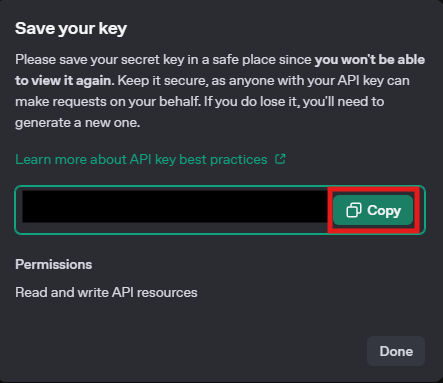 Save your key
Please save your secret key in a safe place since you won't be able
to view it again. Keep it secure, as anyone with your API key can
make requests on your behalf. If you do lose it, you'll need to
generate a new one.
Learn more about API key best practices
Copy
Permissions
Read and write API resources
Done